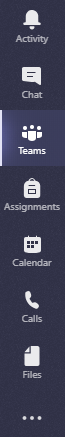 Activity
Chat
Teams
Assignments
Calendar
Calls
Files